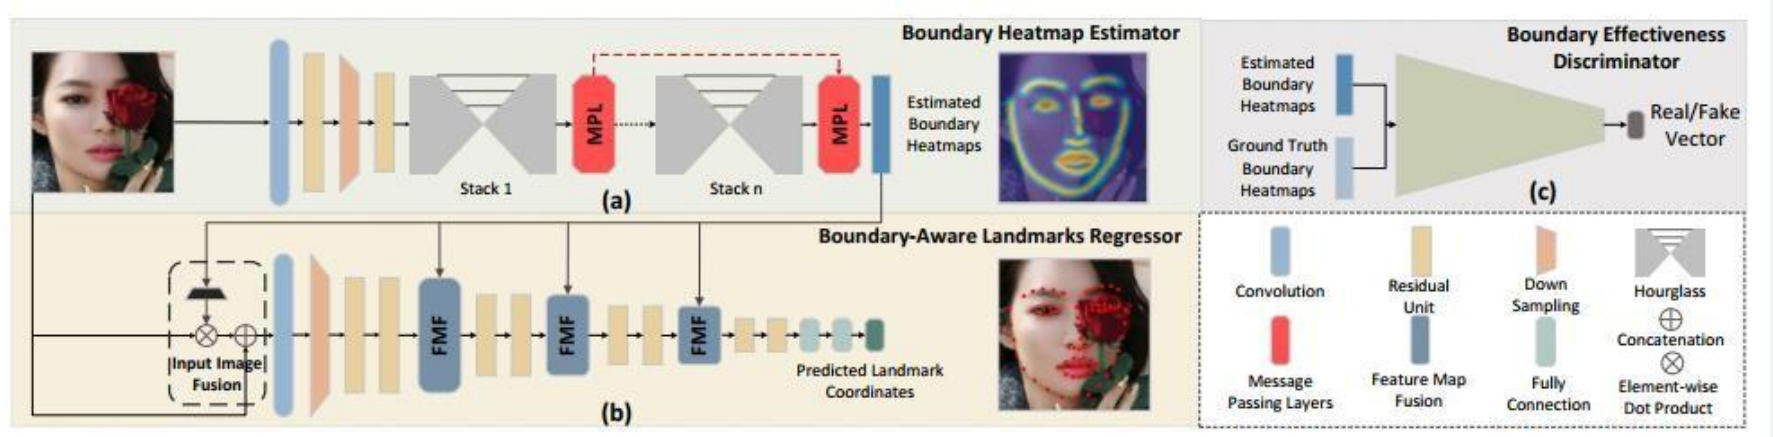 Boundary Heatmap Estimator
MPL
MPL
Estimated
Boundary
Heatmaps
Stack 1
Stack n
(a)
Boundary-Aware Landmarks Regressor
Input Image
Fusion
FMF
FMF
FMF
Predicted Landmark
Coordinates
(b)
Boundary Effectiveness
Discriminator
Estimated
Boundary
Heatmaps
Ground Truth
Boundary
Heatmaps
Real/Fake
Vector
(c)
Convolution
Residual
Unit
Down
Sampling
Hourglass
Concatenation
Message
Passing Layers
Feature Map
Fusion
Fully
Connection
Element-wise
Dot Product